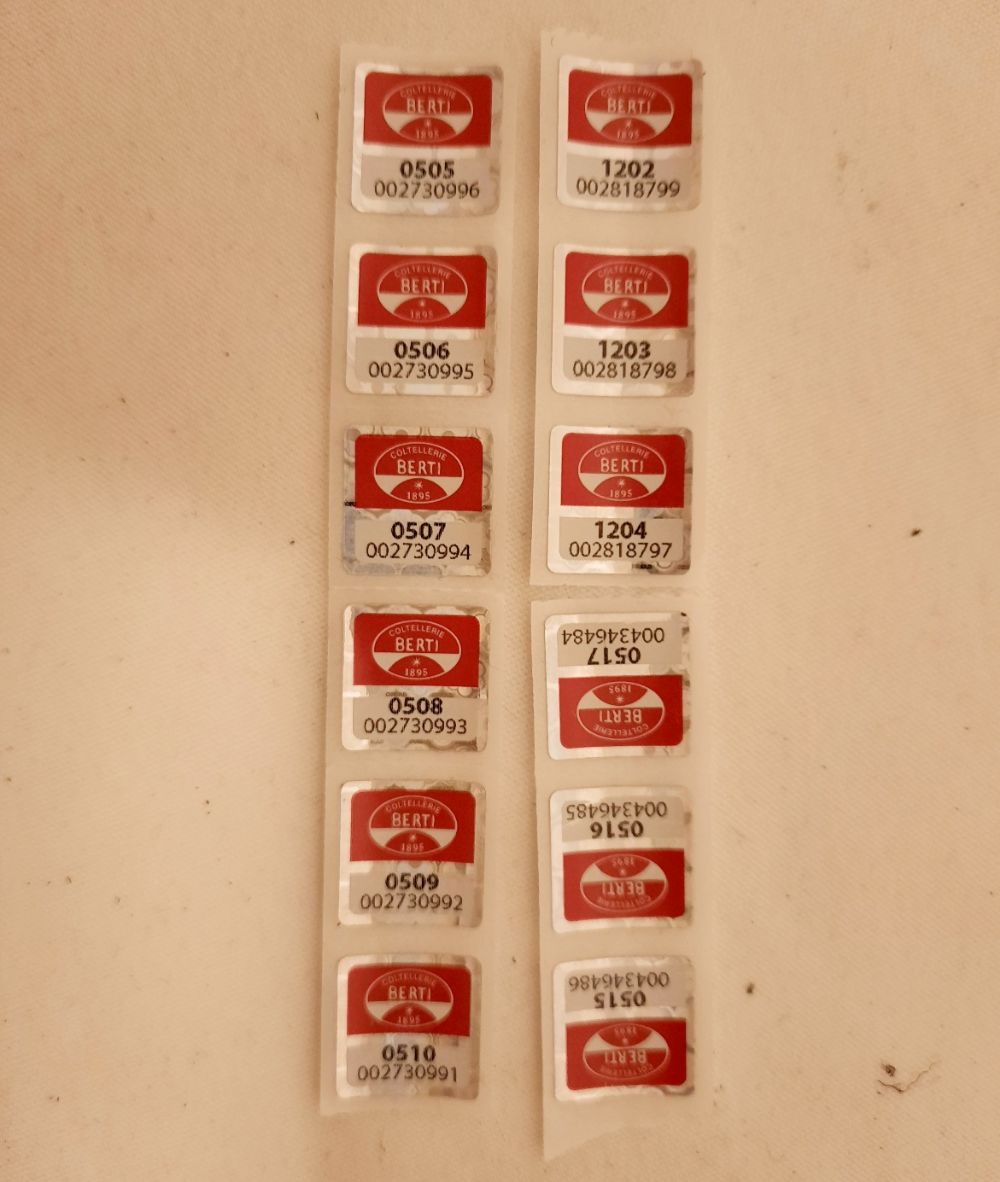 COLTELLERIE
BERTI
1895
0505
002730996
COLTELLERIE
BERTI
1895
0506
002730995
COLTELLERIE
BERTI
1895
0507
002730994
COLTELLERIE
BERTI
1895
0508
002730993
COLTELLERIE
BERTI
1895
0509
002730992
COLTELLERIE
BERTI
1895
0510
002730991
COLTELLERIE
BERTI
1895
1202
002818799
COLTELLERIE
BERTI
1895
1203
002818798
COLTELLERIE
BERTI
1895
1204
002818797
COLTELLERIE
BERTI
1895
0517
004346484
COLTELLERIE
BERTI
1895
0516
004346485
COLTELLERIE
BERTI
1895
0515
004346486